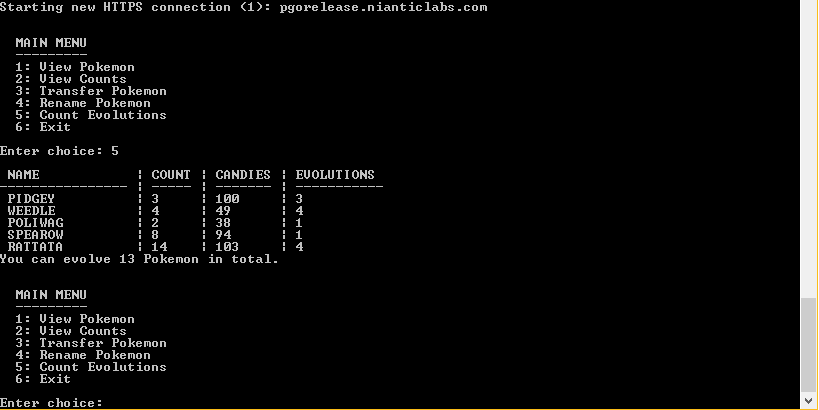 Starting new HTTPS connection (1): pgorelease.nianticlabs.com
MAIN MENU
---------
1: View Pokemon
2: View Counts
3: Transfer Pokemon
4: Rename Pokemon
5: Count Evolutions
6: Exit
Enter choice: 5
NAME | COUNT | CANDIES | EVOLUTIONS
--------------- | ----- | ------- | -----------
PIDGEY | 3 | 100 | 3
WEEDLE | 4 | 49 | 4
POLIWAG | 2 | 38 | 1
SPEAROW | 8 | 94 | 1
RATTATA | 14 | 103 | 4
You can evolve 13 Pokemon in total.
MAIN MENU
---------
1: View Pokemon
2: View Counts
3: Transfer Pokemon
4: Rename Pokemon
5: Count Evolutions
6: Exit
Enter choice: